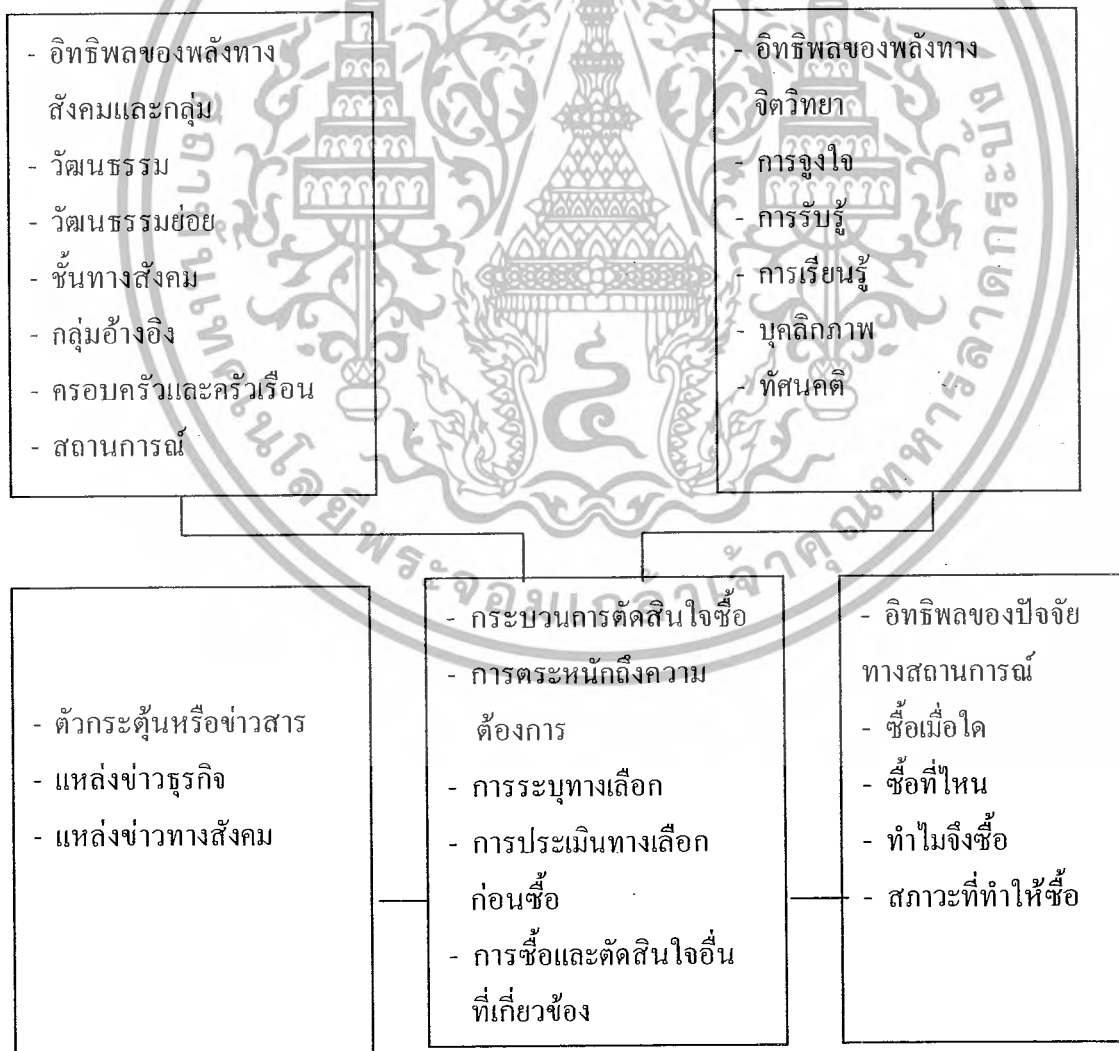 - อิทธิพลของพลังทาง
สังคมและกลุ่ม
- วัฒนธรรม
- วัฒนธรรมย่อย
- ชั้นทางสังคม
- กลุ่มอ้างอิง
- ครอบครัวและครัวเรือน
- สถานการณ์
- อิทธิพลของพลังทาง
จิตวิทยา
- การจูงใจ
- การรับรู้
- การเรียนรู้
- บุคลิกภาพ
- ทัศนคติ
- ตัวกระตุ้นหรือข่าวสาร
- แหล่งข่าวธุรกิจ
- แหล่งข่าวทางสังคม
- กระบวนการตัดสินใจซื้อ
- การตระหนักถึงความ
ต้องการ
- การระบุทางเลือก
- การประเมินทางเลือก
ก่อนซื้อ
- การซื้อและตัดสินใจอื่น
ที่เกี่ยวข้อง
- อิทธิพลของปัจจัย
ทางสถานการณ์
- ซื้อเมื่อใด
- ซื้อที่ไหน
- ทำไมจึงซื้อ
- สภาวะที่ทำให้ซื้อ